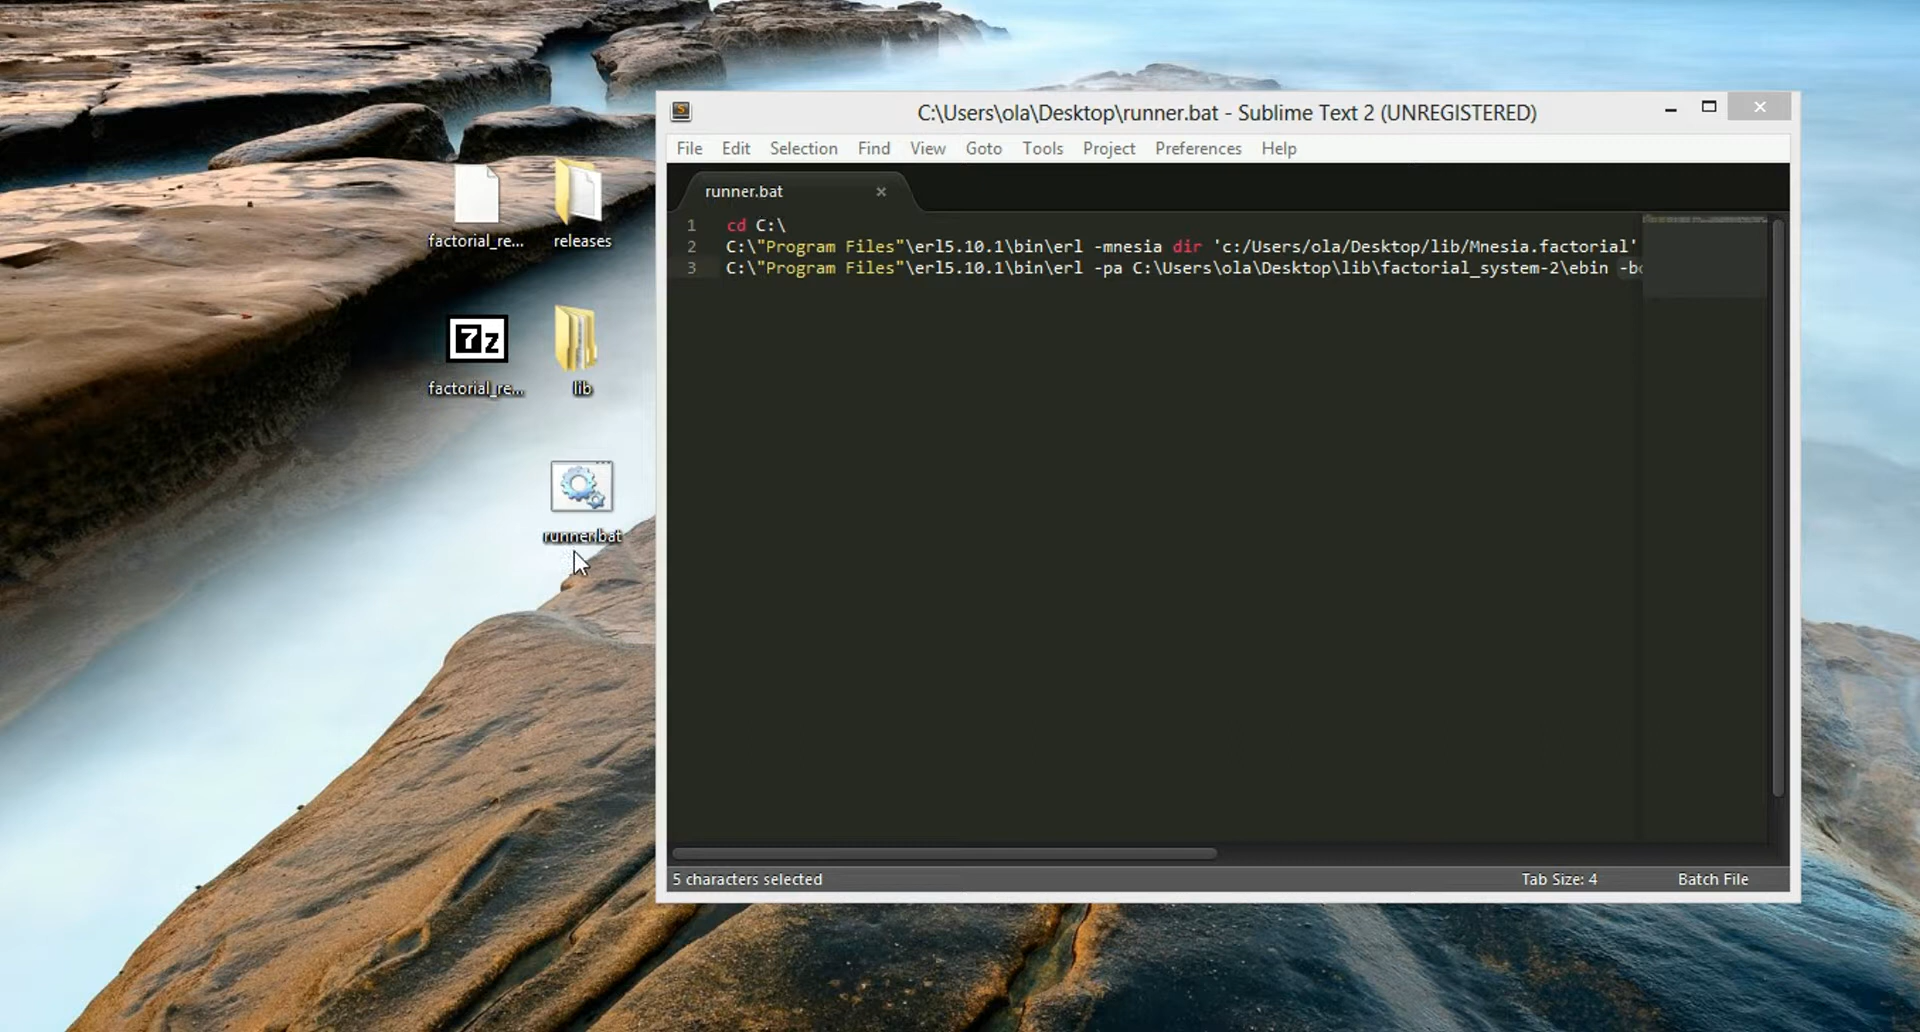 C:\Users\ola\Desktop\runner.bat - Sublime Text 2 (UNREGISTERED)
File Edit Selection Find View Goto Tools Project Preferences Help
runner.bat
1 cd C:\
2 C:\"Program Files"\erl5.10.1\bin\erl -mnesia dir 'c:/Users/ola/Desktop/lib/Mnesia.factorial'
3 C:\"Program Files"\erl5.10.1\bin\erl -pa C:\Users\ola\Desktop\lib\factorial_system-2\ebin -bo
5 characters selected
Tab Size: 4
Batch File
factorial_re...
releases
7z
factorial_re...
lib
runner.bat